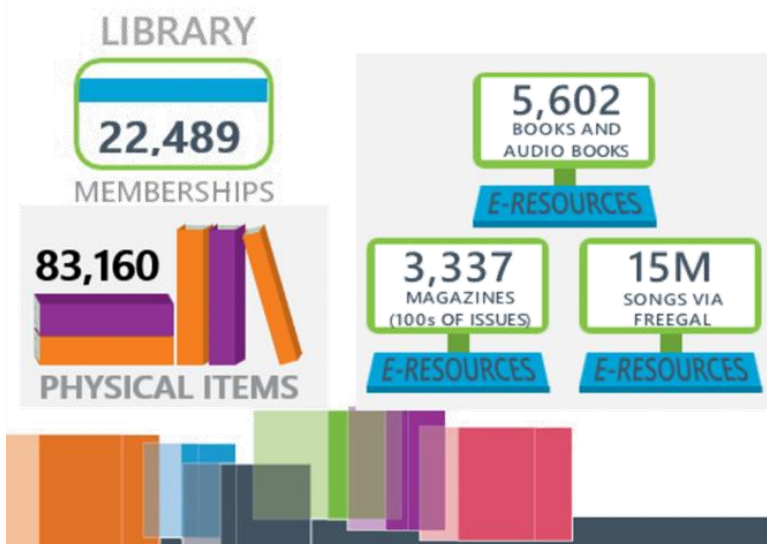 LIBRARY
22,489
MEMBERSHIPS
83,160
PHYSICAL ITEMS
5,602
BOOKS AND
AUDIO BOOKS
E-RESOURCES
3,337
MAGAZINES
(100s OF ISSUES)
E-RESOURCES
15M
SONGS VIA
FREEGAL
E-RESOURCES